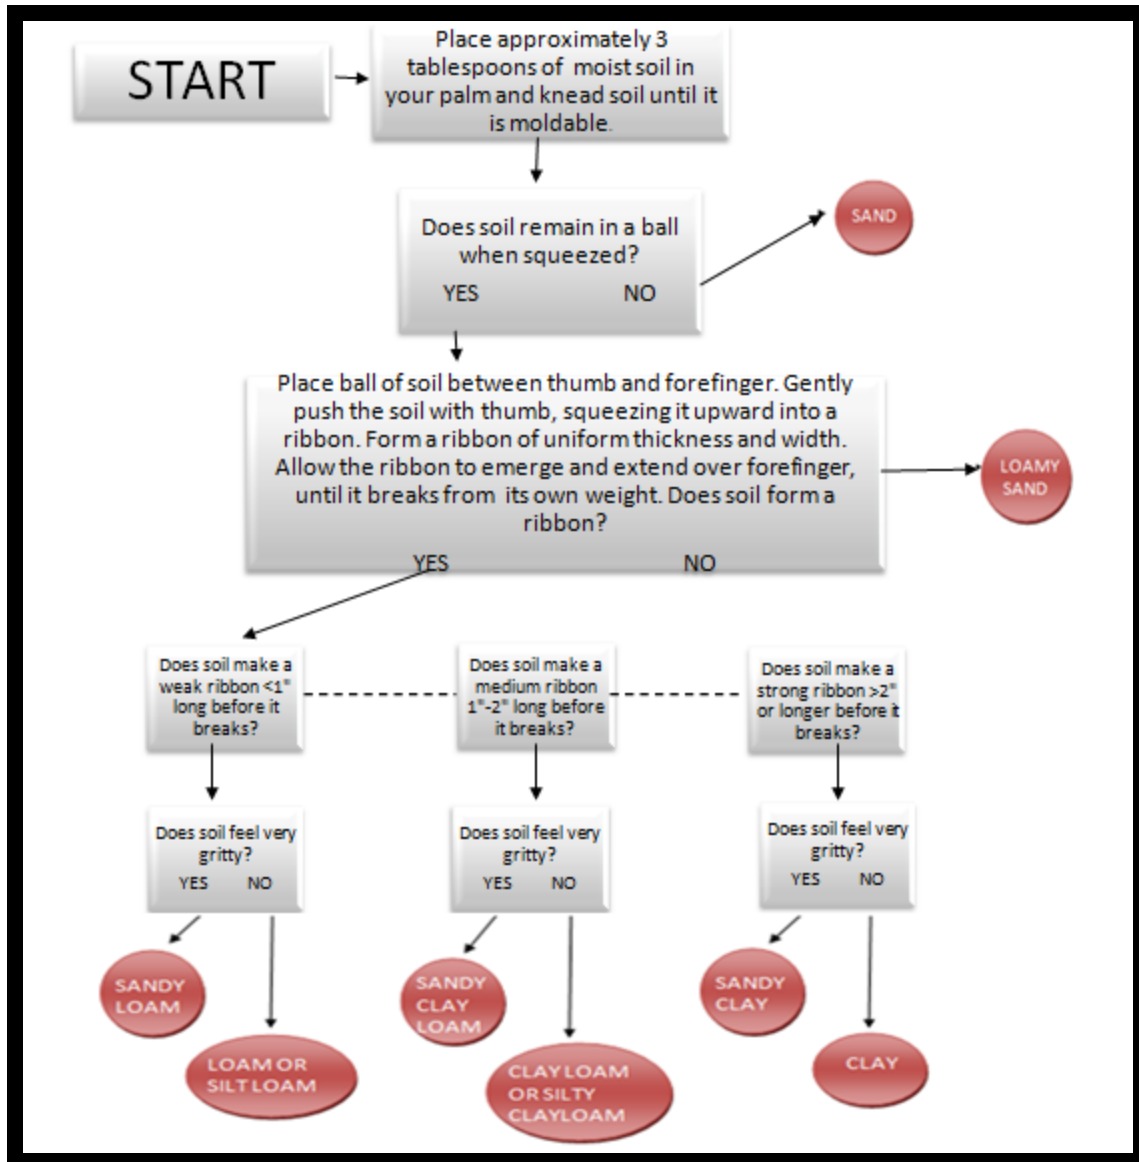 START
Place approximately 3
tablespoons of moist soil in
your palm and knead soil until it
is moldable.
Does soil remain in a ball
when squeezed?
YES NO
SAND
Place ball of soil between thumb and forefinger. Gently
push the soil with thumb, squeezing it upward into a
ribbon. Form a ribbon of uniform thickness and width.
Allow the ribbon to emerge and extend over forefinger,
until it breaks from its own weight. Does soil form a
ribbon?
YES NO
LOAMY
SAND
Does soil make a
weak ribbon <1"
long before it
breaks?
Does soil make a
medium ribbon
1"-2" long before
it breaks?
Does soil make a
strong ribbon >2"
or longer before it
breaks?
Does soil feel very
gritty?
YES NO
Does soil feel very
gritty?
YES NO
Does soil feel very
gritty?
YES NO
SANDY
LOAM
LOAM OR
SILT LOAM
SANDY
CLAY
LOAM
CLAY LOAM
OR SILTY
CLAYLOAM
SANDY
CLAY
CLAY